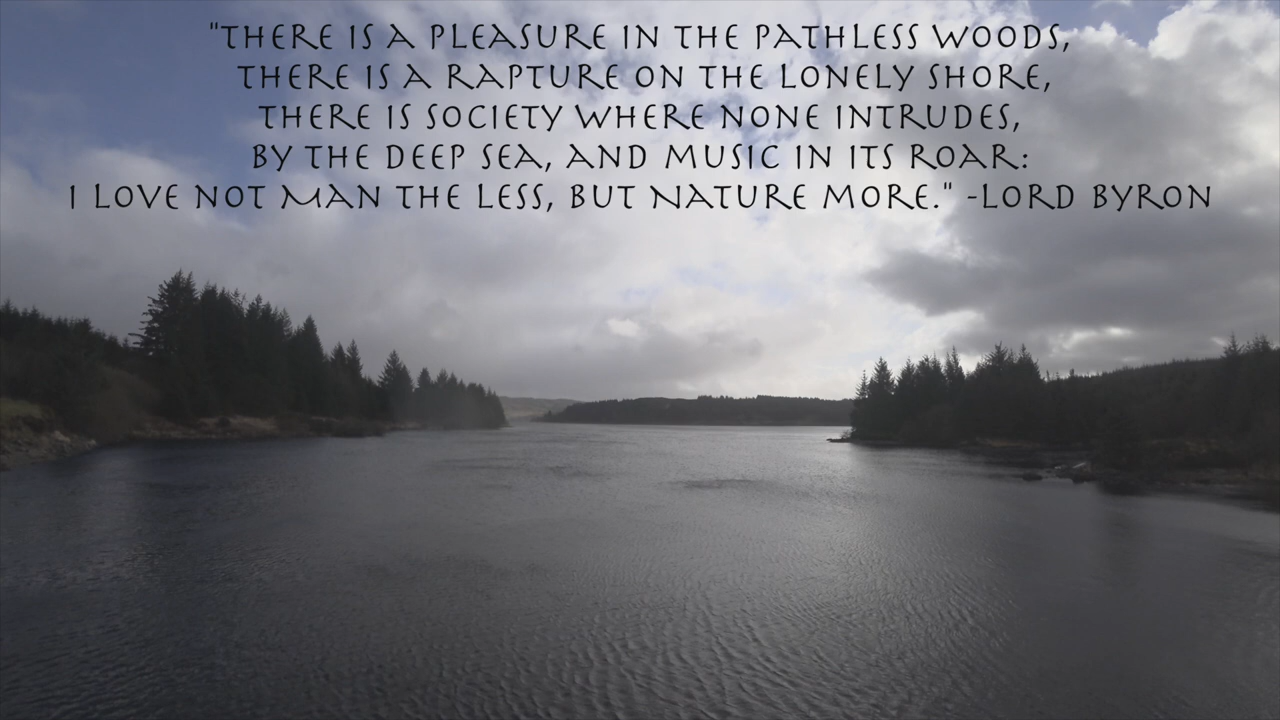 "There is a pleasure in the pathless woods,
There is a rapture on the lonely shore,
There is society where none intrudes,
By the deep sea, and music in its roar:
I love not Man the less, but Nature more." -Lord Byron